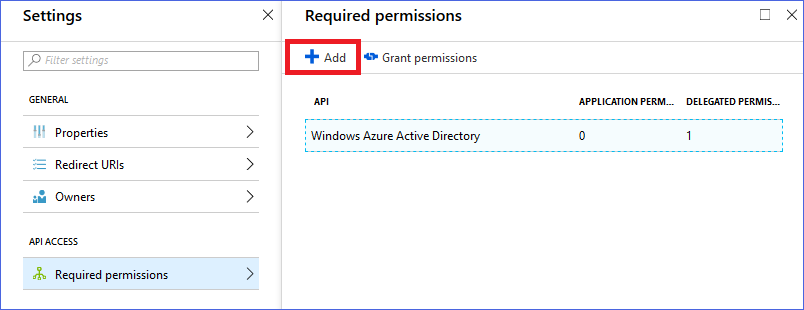 Settings
Filter settings
GENERAL
Properties
Redirect URIs
Owners
API ACCESS
Required permissions
Required permissions
Add Grant permissions
API APPLICATION PERM... DELEGATED PERMIS...
Windows Azure Active Directory 0 1